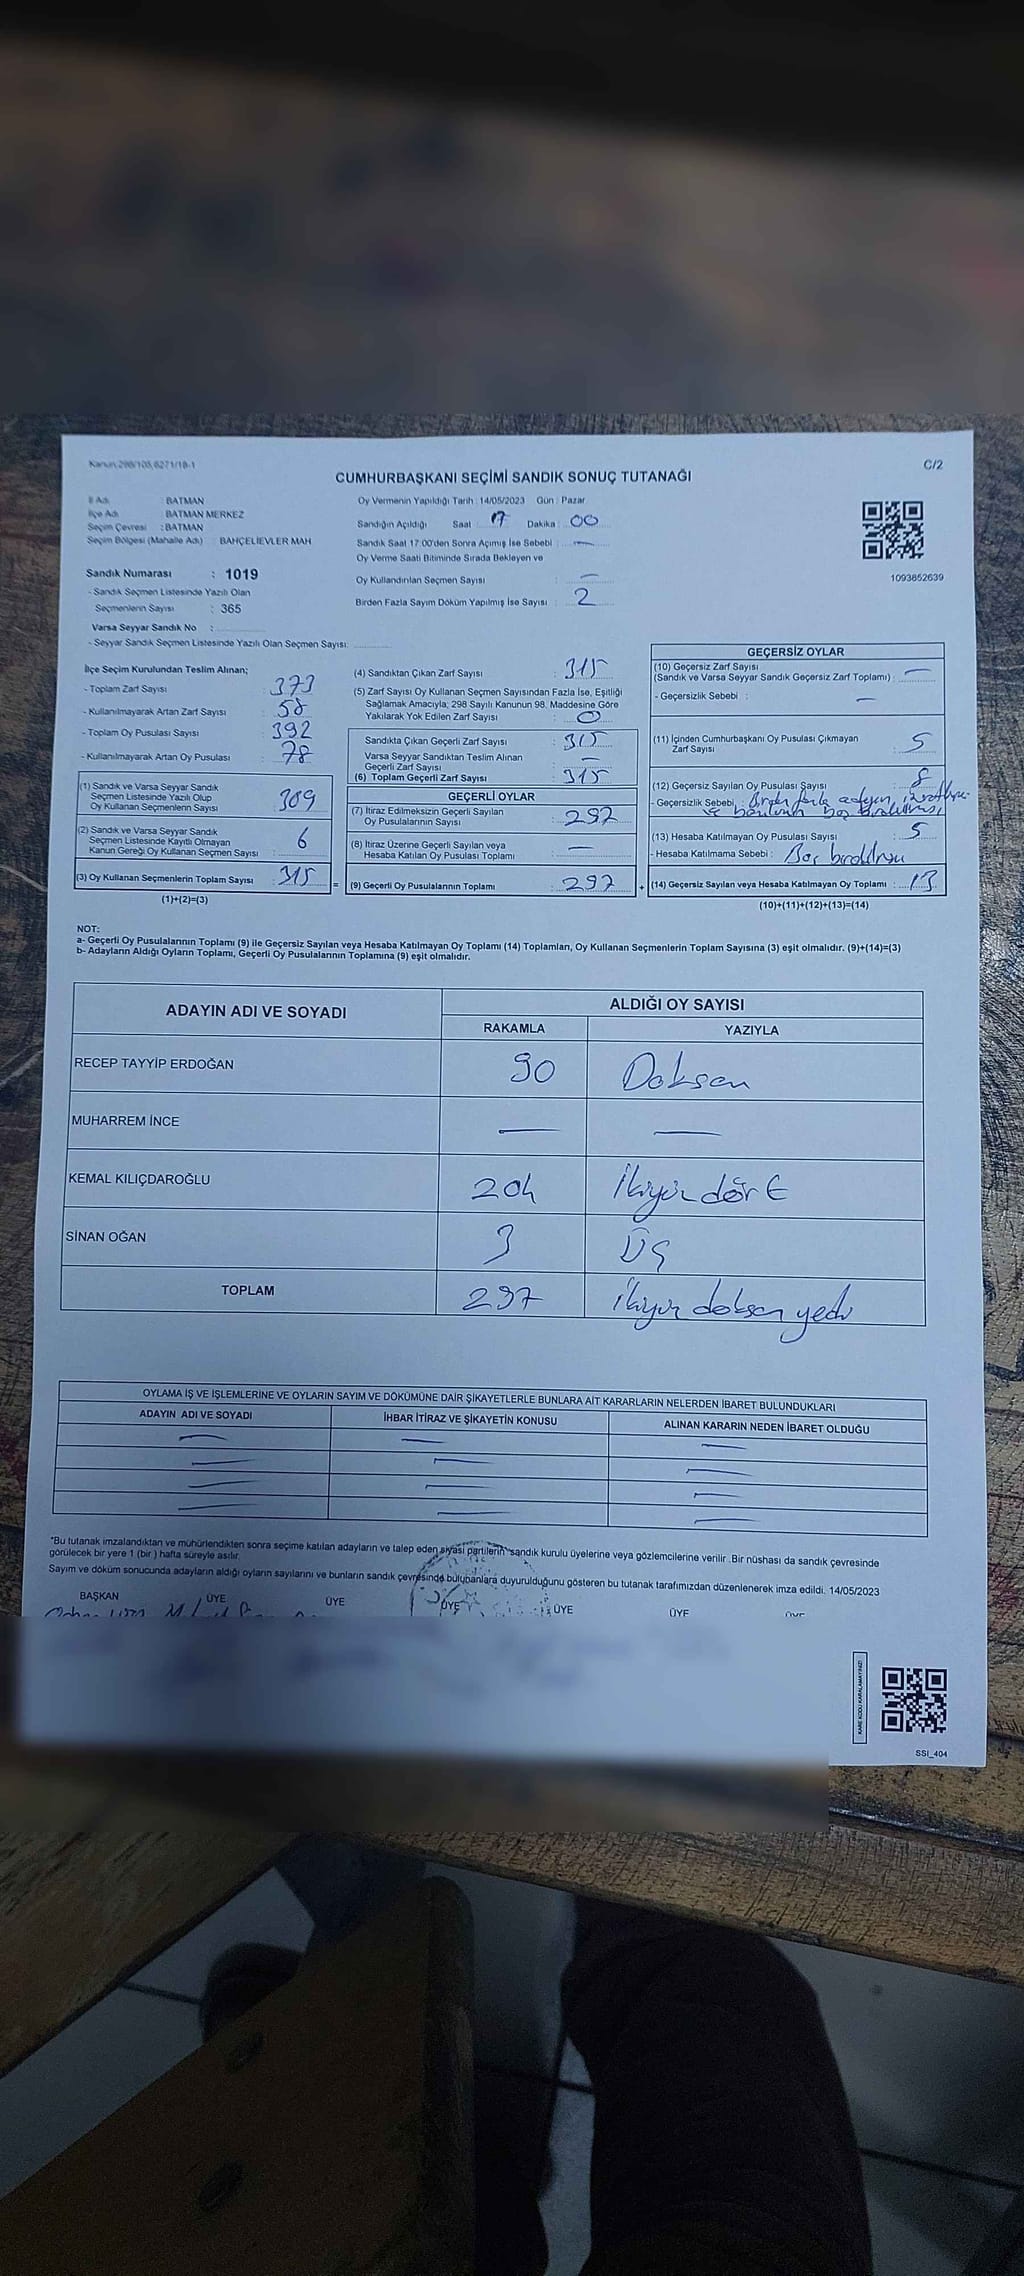 Kanun:298/105,6271/18-1
C/2
CUMHURBAŞKANI SEÇİMİ SANDIK SONUÇ TUTANAĞI
İl Adı : BATMAN
İlçe Adı : BATMAN MERKEZ
Seçim Çevresi : BATMAN
Seçim Bölgesi (Mahalle Adı) : BAHÇELİEVLER MAH
Sandık Numarası : 1019
- Sandık Seçmen Listesinde Yazılı Olan
Seçmenlerin Sayısı : 365
Varsa Seyyar Sandık No :
- Seyyar Sandık Seçmen Listesinde Yazılı Olan Seçmen Sayısı:
Oy Vermenin Yapıldığı Tarih : 14/05/2023 Gün : Pazar
Sandığın Açıldığı Saat 17 Dakika 00
Sandık Saat 17:00'den Sonra Açımış İse Sebebi : —
Oy Verme Saati Bitiminde Sırada Bekleyen ve
Oy Kullandırılan Seçmen Sayısı : —
Birden Fazla Sayım Döküm Yapılmış İse Sayısı : 2
1093852639
İlçe Seçim Kurulundan Teslim Alınan;
- Toplam Zarf Sayısı : 373
- Kullanılmayarak Artan Zarf Sayısı : 58
- Toplam Oy Pusulası Sayısı : 392
- Kullanılmayarak Artan Oy Pusulası : 78
(1) Sandık ve Varsa Seyyar Sandık
Seçmen Listesinde Yazılı Olup
Oy Kullanan Seçmenlerin Sayısı : 309
(2) Sandık ve Varsa Seyyar Sandık
Seçmen Listesinde Kayıtlı Olmayan
Kanun Gereği Oy Kullanan Seçmen Sayısı : 6
(3) Oy Kullanan Seçmenlerin Toplam Sayısı : 315
(1)+(2)=(3)
(4) Sandıktan Çıkan Zarf Sayısı : 315
(5) Zarf Sayısı Oy Kullanan Seçmen Sayısından Fazla İse, Eşitliği
Sağlamak Amacıyla; 298 Sayılı Kanunun 98. Maddesine Göre
Yakılarak Yok Edilen Zarf Sayısı : 0
Sandıkta Çıkan Geçerli Zarf Sayısı : 315
Varsa Seyyar Sandıktan Teslim Alınan
Geçerli Zarf Sayısı : —
(6) Toplam Geçerli Zarf Sayısı : 315
GEÇERLİ OYLAR
(7) İtiraz Edilmeksizin Geçerli Sayılan
Oy Pusulalarının Sayısı : 297
(8) İtiraz Üzerine Geçerli Sayılan veya
Hesaba Katılan Oy Pusulası Toplamı : —
= (9) Geçerli Oy Pusulalarının Toplamı : 297 +
GEÇERSİZ OYLAR
(10) Geçersiz Zarf Sayısı
(Sandık ve Varsa Seyyar Sandık Geçersiz Zarf Toplamı) : —
- Geçersizlik Sebebi : —
(11) İçinden Cumhurbaşkanı Oy Pusulası Çıkmayan
Zarf Sayısı : 5
(12) Geçersiz Sayılan Oy Pusulası Sayısı : 8
- Geçersizlik Sebebi : Birden fazla adayın
ve boş bırakılması
(13) Hesaba Katılmayan Oy Pusulası Sayısı : 5
- Hesaba Katılmama Sebebi : Boş bırakılması
(14) Geçersiz Sayılan veya Hesaba Katılmayan Oy Toplamı : 13
(10)+(11)+(12)+(13)=(14)
NOT:
a- Geçerli Oy Pusulalarının Toplamı (9) ile Geçersiz Sayılan veya Hesaba Katılmayan Oy Toplamı (14) Toplamları, Oy Kullanan Seçmenlerin Toplam Sayısına (3) eşit olmalıdır. (9)+(14)=(3)
b- Adayların Aldığı Oyların Toplamı, Geçerli Oy Pusulalarının Toplamına (9) eşit olmalıdır.
ADAYIN ADI VE SOYADI ALDIĞI OY SAYISI
RAKAMLA YAZIYLA
RECEP TAYYİP ERDOĞAN 90 Doksan
MUHARREM İNCE — —
KEMAL KILIÇDAROĞLU 204 İkiyüz dört
SİNAN OĞAN 3 Üç
TOPLAM 297 İkiyüz doksan yedi
OYLAMA İŞ VE İŞLEMLERİNE VE OYLARIN SAYIM VE DÖKÜMÜNE DAİR ŞİKAYETLERLE BUNLARA AİT KARARLARIN NELERDEN İBARET BULUNDUKLARI
ADAYIN ADI VE SOYADI İHBAR İTİRAZ VE ŞİKAYETİN KONUSU ALINAN KARARIN NEDEN İBARET OLDUĞU
— — —
— — —
— — —
— — —
*Bu tutanak imzalandıktan ve mühürlendikten sonra seçime katılan adayların ve talep eden siyasi partilerin sandık kurulu üyelerine veya gözlemcilerine verilir .Bir nüshası da sandık çevresinde
görülecek bir yere 1 (bir ) hafta süreyle asılır.
Sayım ve döküm sonucunda adayların aldığı oyların sayılarını ve bunların sandık çevresinde bulunanlara duyurulduğunu gösteren bu tutanak tarafımızdan düzenlenerek imza edildi. 14/05/2023
BAŞKAN ÜYE ÜYE ÜYE ÜYE ÜYE ÜYE
KARE KODU KARALAMAYINIZ!
SSI_404